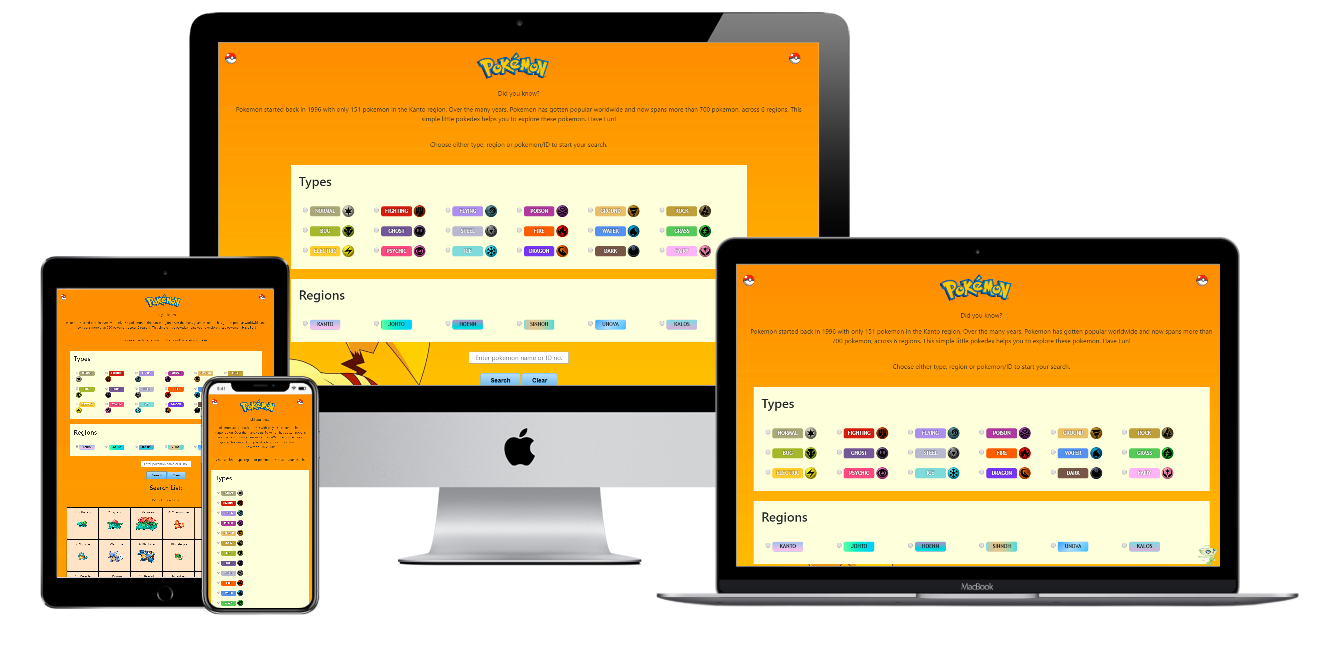 POKéMON
Did you know?
Pokemon started back in 1996 with only 151 pokemon in the Kanto region. Over the many years, Pokemon has gotten popular worldwide and now spans more than 700 pokemon, across 6 regions. This
simple little pokedex helps you to explore these pokemon. Have Fun!
Choose either type, region or pokemon/ID to start your search.
Types
NORMAL FIGHTING FLYING POISON GROUND ROCK
BUG GHOST STEEL FIRE WATER GRASS
ELECTRIC PSYCHIC ICE DRAGON DARK FAIRY
Regions
KANTO JOHTO HOENN SINNOH UNOVA KALOS
Enter pokemon name or ID no.
Search Clear
POKéMON
Types
Regions
Search List:
9:41
POKéMON
Types
POKéMON
Did you know?
Pokemon started back in 1996 with only 151 pokemon in the Kanto region. Over the many years, Pokemon has gotten popular worldwide and now spans more than
700 pokemon, across 6 regions. This simple little pokedex helps you to explore these pokemon. Have Fun!
Choose either type, region or pokemon/ID to start your search.
Types
NORMAL FIGHTING FLYING POISON GROUND ROCK
BUG GHOST STEEL FIRE WATER GRASS
ELECTRIC PSYCHIC ICE DRAGON DARK FAIRY
Regions
KANTO JOHTO HOENN SINNOH UNOVA KALOS
MacBook